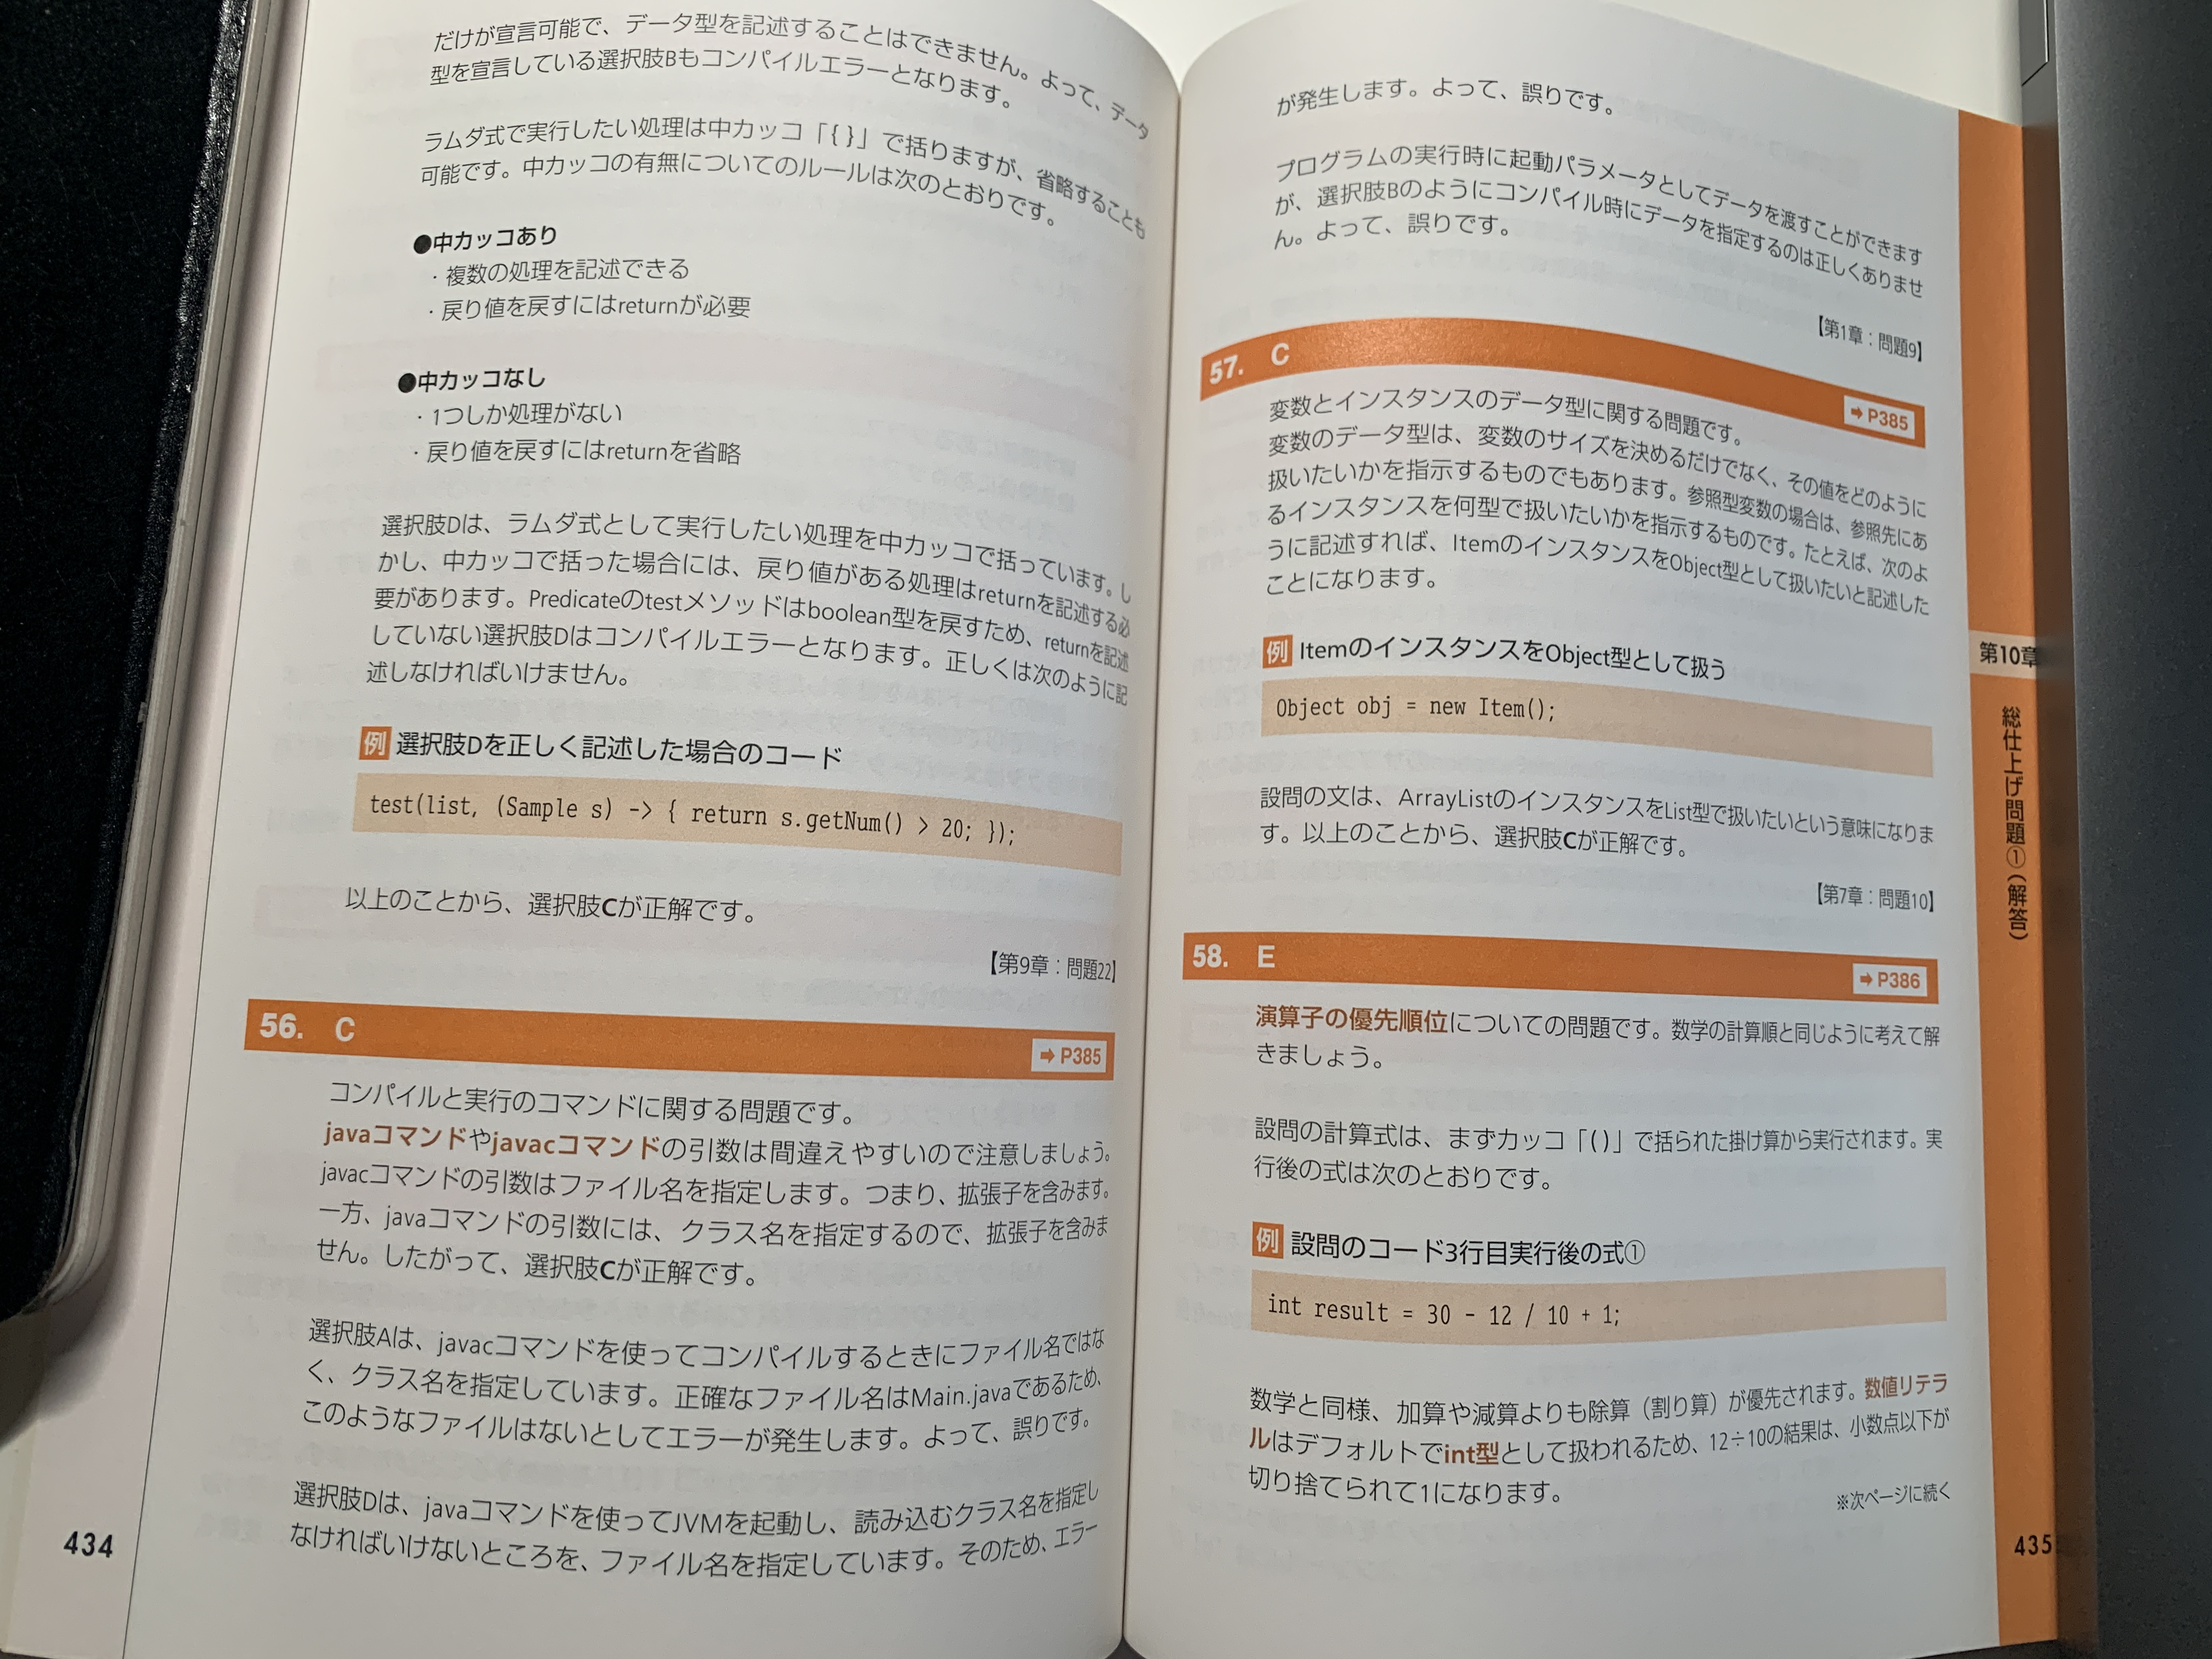 だけが宣言可能で、データ型を記述することはできません。よって、データ
型を宣言している選択肢Bもコンパイルエラーとなります。
ラムダ式で実行したい処理は中カッコ「{ }」で括りますが、省略することも
可能です。中カッコの有無についてのルールは次のとおりです。
●中カッコあり
・複数の処理を記述できる
・戻り値を戻すにはreturnが必要
●中カッコなし
・1つしか処理がない
・戻り値を戻すにはreturnを省略
選択肢Dは、ラムダ式として実行したい処理を中カッコで括っています。し
かし、中カッコで括った場合には、戻り値がある処理はreturnを記述する必
要があります。Predicateのtestメソッドはboolean型を戻すため、returnを記述
していない選択肢Dはコンパイルエラーとなります。正しくは次のように記
述しなければいけません。
例 選択肢Dを正しく記述した場合のコード
test(list, (Sample s) -> { return s.getNum() > 20; });
以上のことから、選択肢Cが正解です。
【第9章：問題22】
56. C
➡ P385
コンパイルと実行のコマンドに関する問題です。
javaコマンドやjavacコマンドの引数は間違えやすいので注意しましょう。
javacコマンドの引数はファイル名を指定します。つまり、拡張子を含みます。
一方、javaコマンドの引数には、クラス名を指定するので、拡張子を含みま
せん。したがって、選択肢Cが正解です。
選択肢Aは、javacコマンドを使ってコンパイルするときにファイル名ではな
く、クラス名を指定しています。正確なファイル名はMain.javaであるため、
このようなファイルはないとしてエラーが発生します。よって、誤りです。
選択肢Dは、javaコマンドを使ってJVMを起動し、読み込むクラス名を指定し
なければいけないところを、ファイル名を指定しています。そのため、エラー
434
が発生します。よって、誤りです。
プログラムの実行時に起動パラメータとしてデータを渡すことができます
が、選択肢Bのようにコンパイル時にデータを指定するのは正しくありませ
ん。よって、誤りです。
【第1章：問題9】
57. C
➡ P385
変数とインスタンスのデータ型に関する問題です。
変数のデータ型は、変数のサイズを決めるだけでなく、その値をどのように
扱いたいかを指示するものでもあります。参照型変数の場合は、参照先にあ
るインスタンスを何型で扱いたいかを指示するものです。たとえば、次のよ
うに記述すれば、ItemのインスタンスをObject型として扱いたいと記述した
ことになります。
例 ItemのインスタンスをObject型として扱う
Object obj = new Item();
設問の文は、ArrayListのインスタンスをList型で扱いたいという意味になりま
す。以上のことから、選択肢Cが正解です。
【第7章：問題10】
58. E
➡ P386
演算子の優先順位についての問題です。数学の計算順と同じように考えて解
きましょう。
設問の計算式は、まずカッコ「( )」で括られた掛け算から実行されます。実
行後の式は次のとおりです。
例 設問のコード3行目実行後の式①
int result = 30 - 12 / 10 + 1;
数学と同様、加算や減算よりも除算（割り算）が優先されます。数値リテラ
ルはデフォルトでint型として扱われるため、12÷10の結果は、小数点以下が
切り捨てられて1になります。
※次ページに続く
第10章
総仕上げ問題①（解答）
435